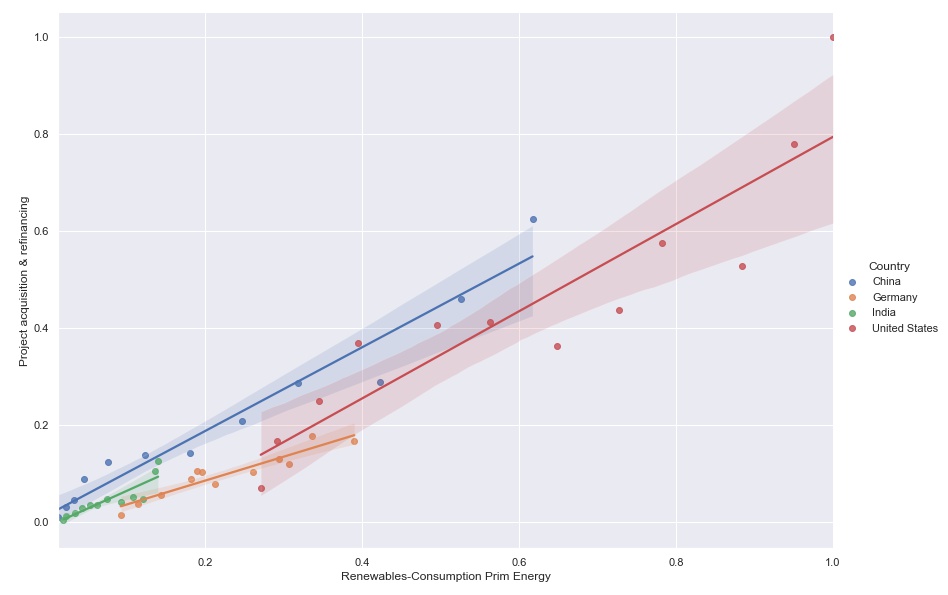 1.0
0.8
0.6
0.4
0.2
0.0
Project acquisition & refinancing
0.2
0.4
0.6
0.8
1.0
Renewables-Consumption Prim Energy
Country
China
Germany
India
United States